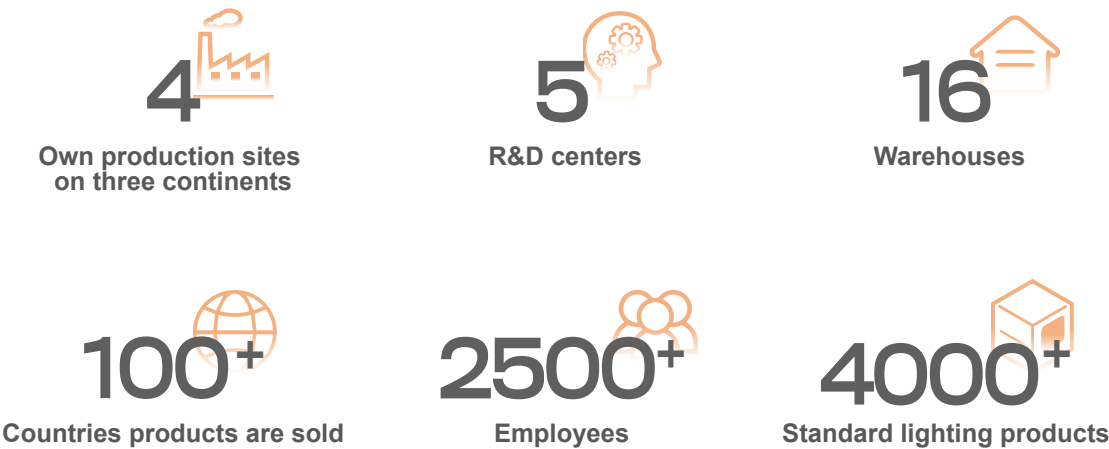 4
Own production sites
on three continents
5
R&D centers
16
Warehouses
100+
Countries products are sold
2500+
Employees
4000+
Standard lighting products